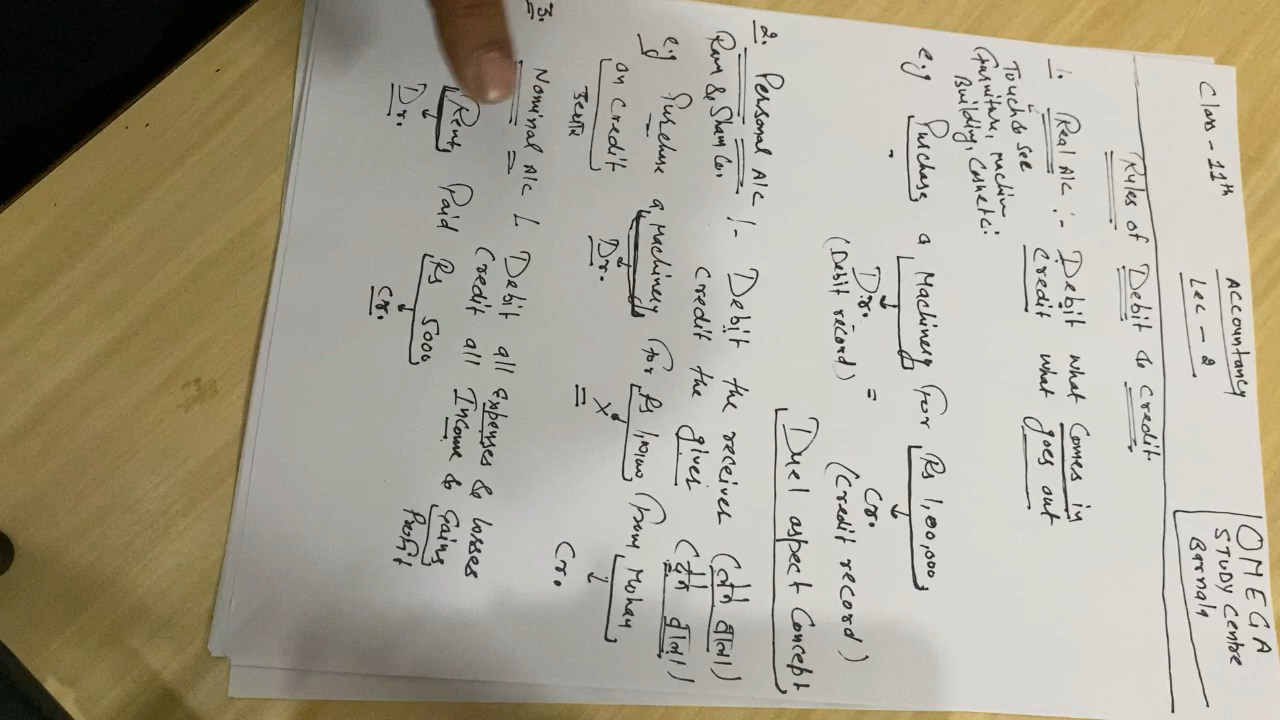 Class - 11th
ACCOUNTANCY
Lec - 2
OMEGA
STUDY Centre
Barnala
Rules of Debit & Credit
1. Real A/c :- Debit what Comes in
Credit what goes out
Touch & See
Furniture, Machine
Building, Cash etc.
e.g Purchase a Machinery for Rs 1,00,000
Dr. = Cr.
(Debit record) (Credit record)
Duel aspect Concept
2. Personal A/c :- Debit the receiver
Ram & Sham Co. Credit the giver
e.g Purchase a Machinery for Rs from Mohan
on Credit Dr. X Cr.
3. Nominal A/c :- Debit all Expenses & losses
Credit all Income & Gains
Profit
Rent Paid Rs 5000
Dr. Cr.